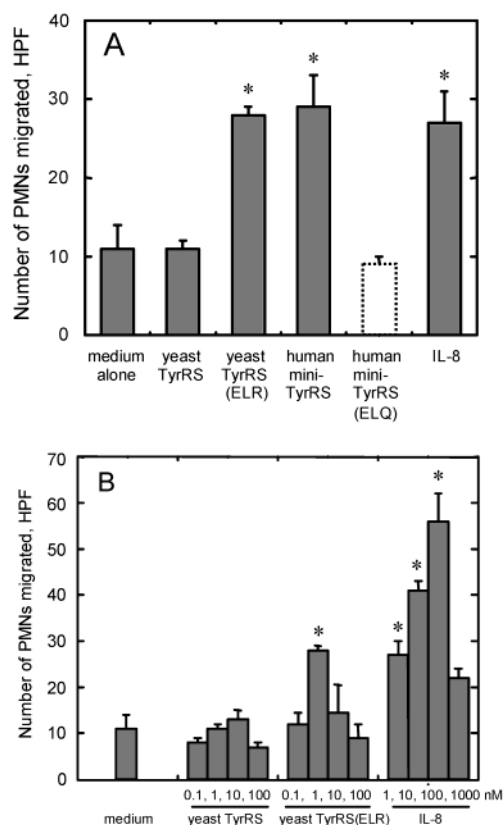 A
Number of PMNs migrated, HPF
40
30
20
10
0
* * *
medium alone
yeast TyrRS
yeast TyrRS (ELR)
human mini-TyrRS
human mini-TyrRS (ELQ)
IL-8
B
Number of PMNs migrated, HPF
70
60
50
40
30
20
10
0
* * * *
0.1, 1, 10, 100 0.1, 1, 10, 100 1, 10, 100, 1000 nM
medium yeast TyrRS yeast TyrRS(ELR) IL-8